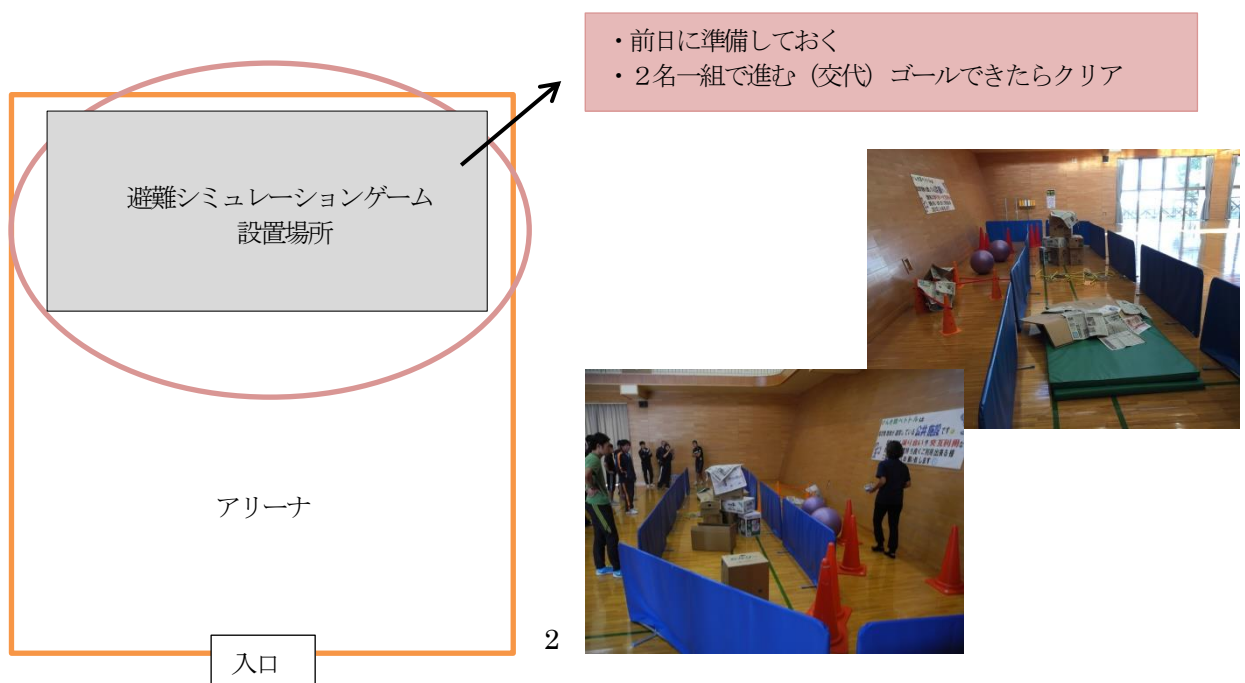 ・前日に準備しておく
・２名一組で進む（交代）ゴールできたらクリア
避難シミュレーションゲーム
設置場所
アリーナ
2
入口